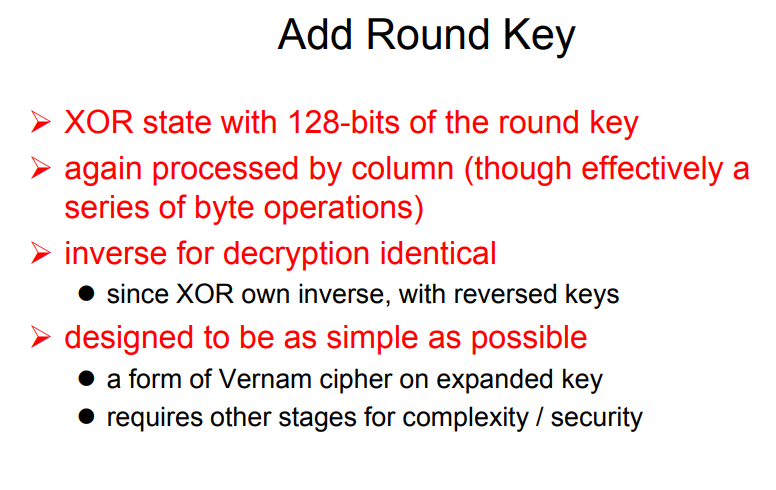 Add Round Key
➢ XOR state with 128-bits of the round key
➢ again processed by column (though effectively a
series of byte operations)
➢ inverse for decryption identical
● since XOR own inverse, with reversed keys
➢ designed to be as simple as possible
● a form of Vernam cipher on expanded key
● requires other stages for complexity / security